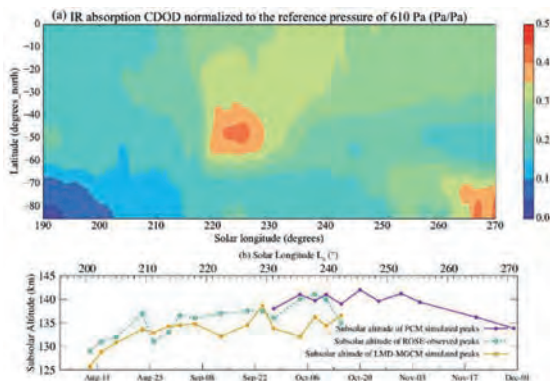 (a) IR absorption CDOD normalized to the reference pressure of 610 Pa (Pa/Pa)
0
-10
-20
-30
-40
-50
-60
-70
-80
Latitude (degrees_north)
190 200 210 220 230 240 250 260 270
Solar longitude (degrees)
0.5
0.4
0.3
0.2
0.1
0.0
(b) Solar Longitude Ls (°)
200 210 220 230 240 250 260 270
145
140
135
130
125
Subsolar Altitude (km)
Subsolar altitude of PCM simulated peaks
Subsolar altitude of ROSE-observed peaks
Subsolar altitude of LMD-MGCM simulated peaks
Aug-11 Aug-25 Sep-08 Sep-22 Oct-06 Oct-20 Nov-03 Nov-17 Dec-01